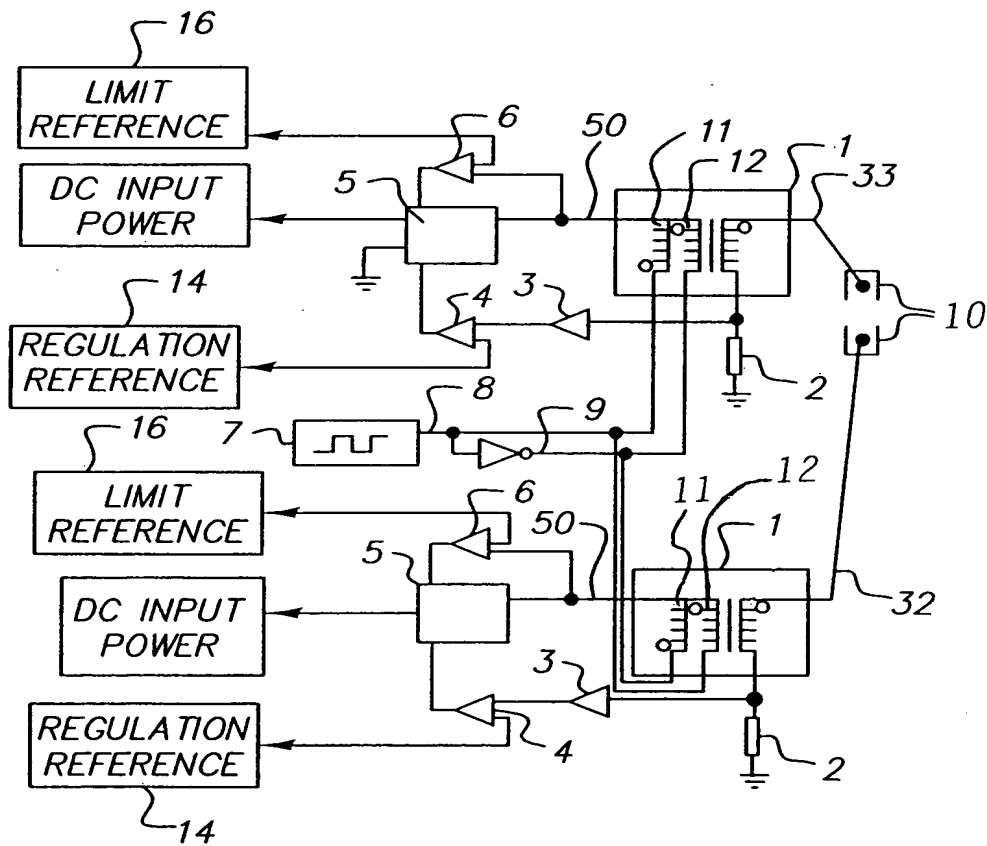 16
LIMIT
REFERENCE
6
50
11
12
1
33
DC INPUT
POWER
5
14
4
3
10
REGULATION
REFERENCE
2
8
9
16
7
LIMIT
REFERENCE
6
50
11
12
1
5
DC INPUT
POWER
32
3
REGULATION
REFERENCE
4
2
14